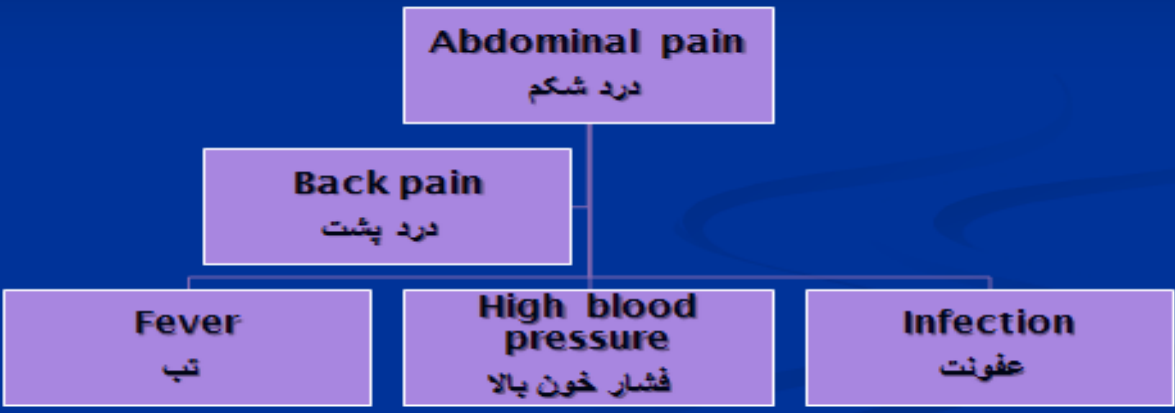 Abdominal pain
درد شکم
Back pain
درد پشت
Fever
تب
High blood
pressure
فشار خون بالا
Infection
عفونت